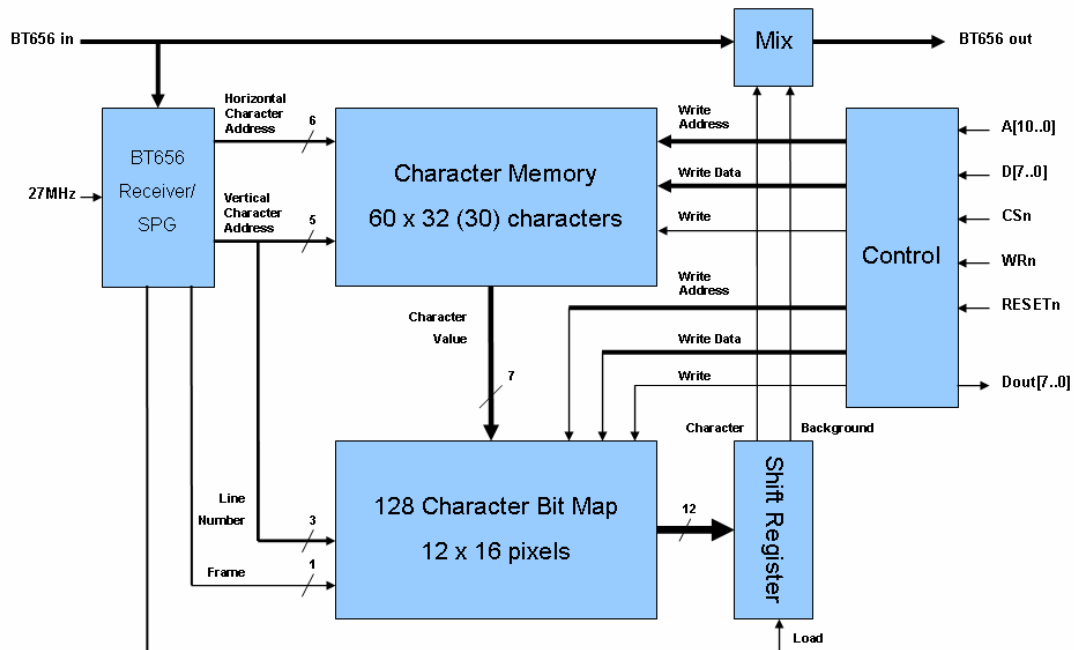 BT656 in
Mix
BT656 out
Horizontal
Character
Address
6
Write
Address
A[10..0]
BT656
Receiver/
SPG
Character Memory
60 x 32 (30) characters
Write Data
D[7..0]
27MHz
Vertical
Character
Address
5
Write
CSn
Control
WRn
Write
Address
RESETn
Character
Value
Write Data
7
Write
Dout[7..0]
Character
Background
Line
Number
3
128 Character Bit Map
12 x 16 pixels
12
Shift Register
Frame
1
Load